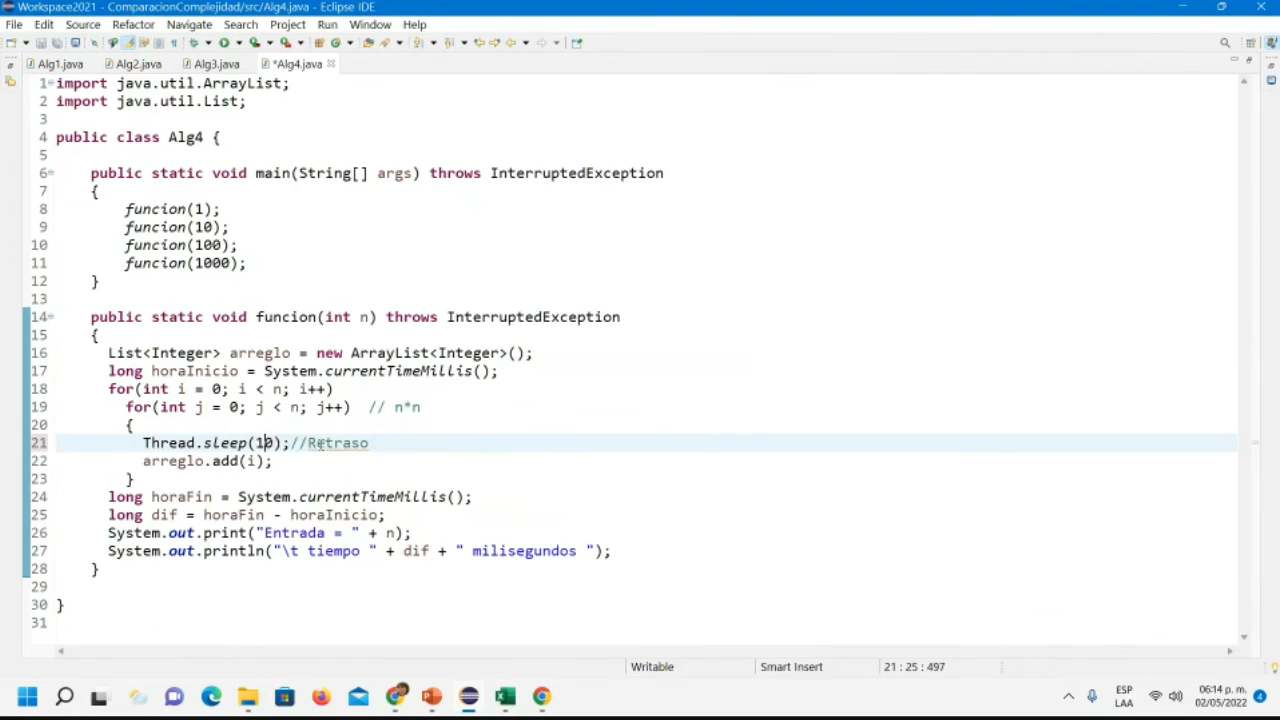 Workspace2021 - ComparacionComplejidad/src/Alg4.java - Eclipse IDE
File Edit Source Refactor Navigate Search Project Run Window Help
Alg1.java Alg2.java Alg3.java *Alg4.java
1 import java.util.ArrayList;
2 import java.util.List;
3
4 public class Alg4 {
5
6 public static void main(String[] args) throws InterruptedException
7 {
8 funcion(1);
9 funcion(10);
10 funcion(100);
11 funcion(1000);
12 }
13
14 public static void funcion(int n) throws InterruptedException
15 {
16 List<Integer> arreglo = new ArrayList<Integer>();
17 long horaInicio = System.currentTimeMillis();
18 for(int i = 0; i < n; i++)
19 for(int j = 0; j < n; j++) // n*n
20 {
21 Thread.sleep(10);//Retraso
22 arreglo.add(i);
23 }
24 long horaFin = System.currentTimeMillis();
25 long dif = horaFin - horaInicio;
26 System.out.print("Entrada = " + n);
27 System.out.println("\t tiempo " + dif + " milisegundos ");
28 }
29
30 }
31
Writable Smart Insert 21 : 25 : 497
ESP 06:14 p. m.
LAA 02/05/2022 4